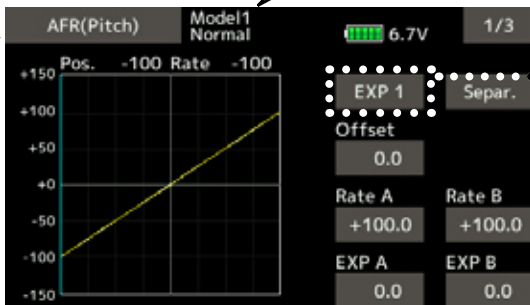 AFR(Pitch) Model1 Normal 6.7V 1/3
Pos. -100 Rate -100
+150
+100
+50
+0
-50
-100
-150
EXP 1 Separ.
Offset
0.0
Rate A Rate B
+100.0 +100.0
EXP A EXP B
0.0 0.0